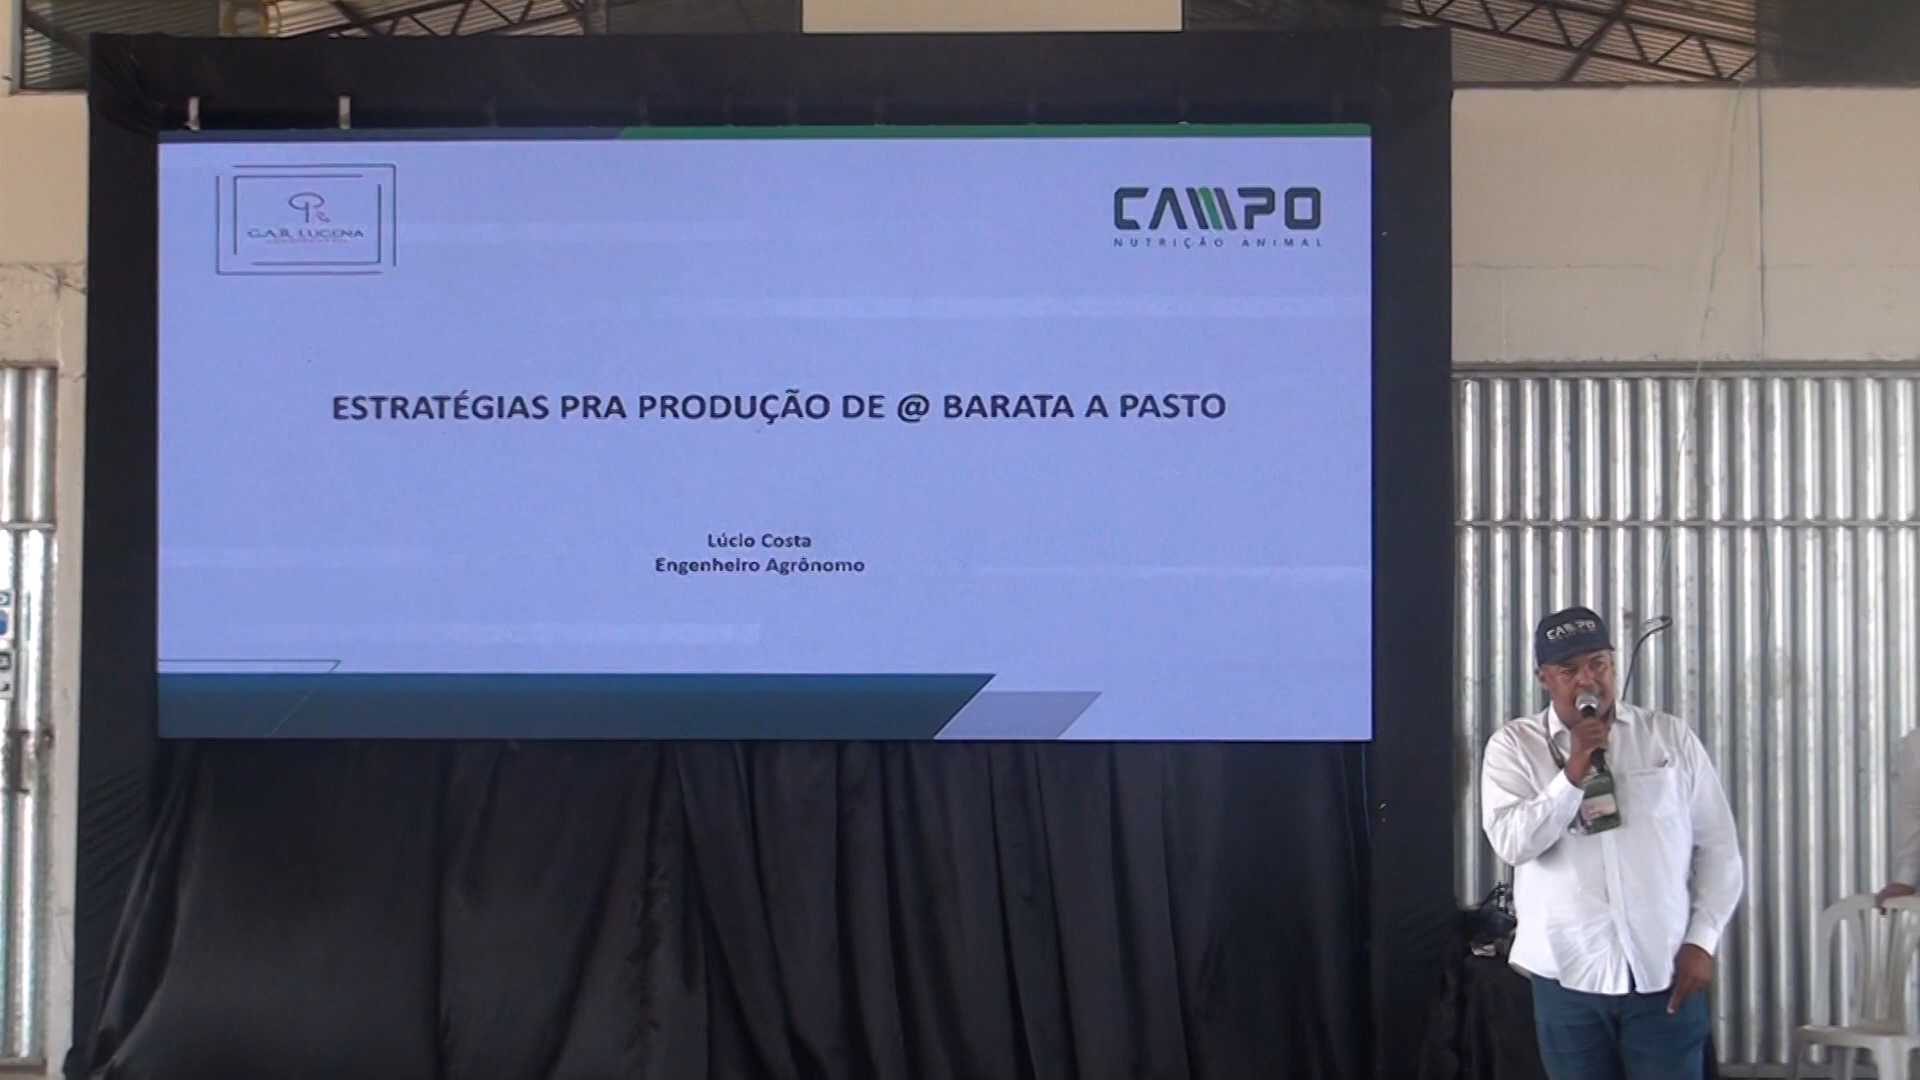 G.A.R. LUCENA
CAMPO
NUTRIÇÃO ANIMAL
ESTRATÉGIAS PRA PRODUÇÃO DE @ BARATA A PASTO
Lúcio Costa
Engenheiro Agrônomo
CAMPO